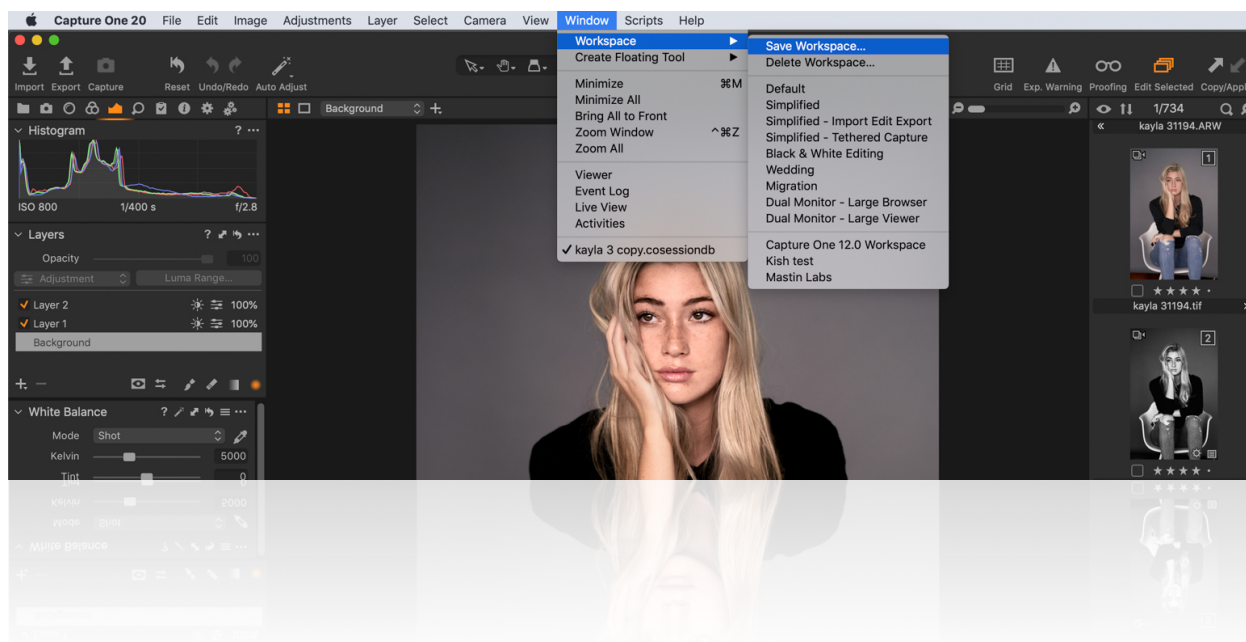 Capture One 20 File Edit Image Adjustments Layer Select Camera View Window Scripts Help
Import Export Capture Reset Undo/Redo Auto Adjust
Grid Exp. Warning Proofing Edit Selected Copy/Appl
Background
1/734
Histogram ?
ISO 800 1/400 s f/2.8
Layers ?
Opacity 100
Adjustment Luma Range...
Layer 2 100%
Layer 1 100%
Background
White Balance ?
Mode Shot
Kelvin 5000
Tint 0
Workspace
Create Floating Tool
Minimize ⌘M
Minimize All
Bring All to Front
Zoom Window ^⌘Z
Zoom All
Viewer
Event Log
Live View
Activities
✓ kayla 3 copy.cosessiondb
Save Workspace...
Delete Workspace...
Default
Simplified
Simplified - Import Edit Export
Simplified - Tethered Capture
Black & White Editing
Wedding
Migration
Dual Monitor - Large Browser
Dual Monitor - Large Viewer
Capture One 12.0 Workspace
Kish test
Mastin Labs
kayla 31194.ARW
1
kayla 31194.tif
2